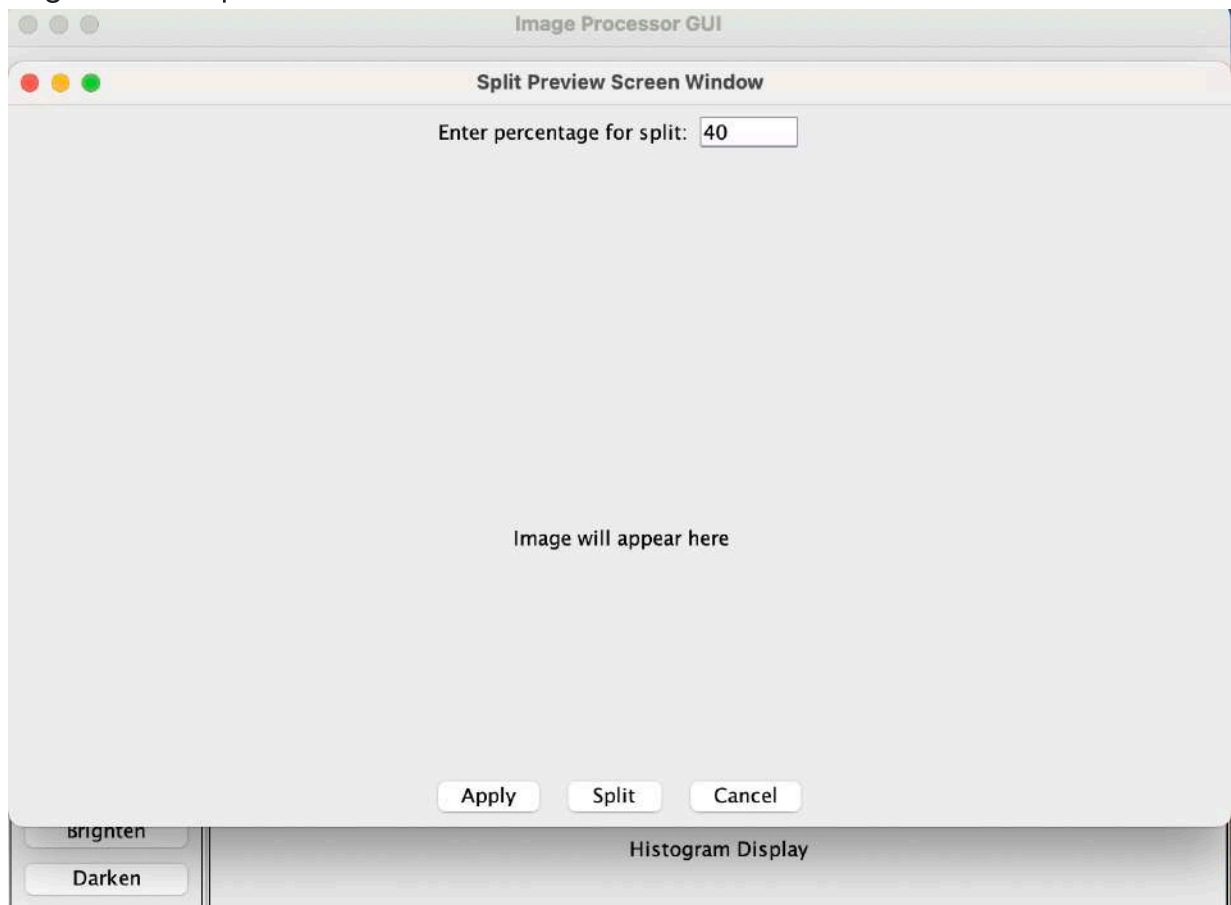 Image Processor GUI
Split Preview Screen Window
Enter percentage for split: 40
Image will appear here
Apply Split Cancel
Brighten
Histogram Display
Darken